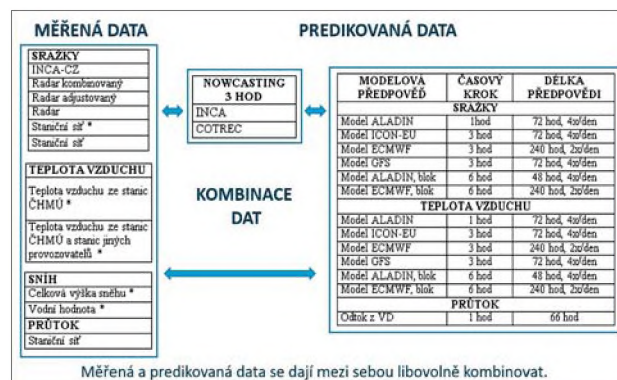 MĚŘENÁ DATA
PREDIKOVANÁ DATA
SRAŽKY
INCA-CZ
Radar kombinovaný
Radar adjustovaný
Radar
Staniční síť *
Staniční síť
TEPLOTA VZDUCHU
Teplota vzduchu ze stanic
ČHMÚ *
Teplota vzduchu ze stanic
ČHMÚ a stanic jiných
provozovatelů *
SNÍH
Celková výška sněhu *
Vodní hodnota *
PRŮTOK
Staniční síť
NOWCASTING
3 HOD
INCA
COTREC
KOMBINACE
DAT
MODELOVÁ PŘEDPOVĚĎ ČASOVÝ KROK DÉLKA PŘEDPOVĚDI
SRAŽKY
Model ALADIN 1hod 72 hod, 4x/den
Model ICON-EU 3 hod 72 hod, 4x/den
Model ECMWF 3 hod 240 hod, 2x/den
Model GFS 3 hod 72 hod, 4x/den
Model ALADIN, blok 6 hod 48 hod, 4x/den
Model ECMWF, blok 6 hod 240 hod, 2x/den
TEPLOTA VZDUCHU
Model ALADIN 1 hod 72 hod, 4x/den
Model ICON-EU 3 hod 72 hod, 4x/den
Model ECMWF 3 hod 240 hod, 2x/den
Model GFS 3 hod 72 hod, 4x/den
Model ALADIN, blok 6 hod 48 hod, 4x/den
Model ECMWF, blok 6 hod 240 hod, 2x/den
PRŮTOK
Odtok z VD 1 hod 66 hod
Měřená a predikovaná data se dají mezi sebou libovolně kombinovat.